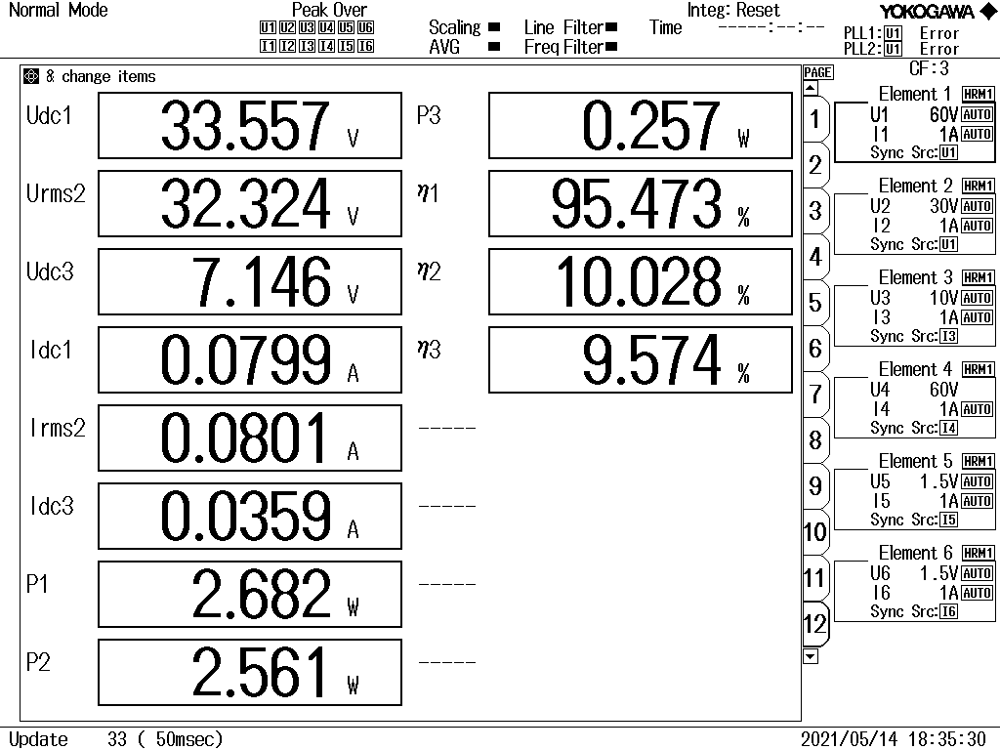 Normal Mode Peak Over Integ: Reset YOKOGAWA
U1 U2 U3 U4 U5 U6 Scaling Line Filter Time -----:--:-- PLL1: U1 Error
I1 I2 I3 I4 I5 I6 AVG Freq Filter PLL2: U1 Error
8 change items PAGE CF:3
Udc1 33.557 V
Urms2 32.324 V
Udc3 7.146 V
Idc1 0.0799 A
Irms2 0.0801 A
Idc3 0.0359 A
P1 2.682 W
P2 2.561 W
P3 0.257 W
η1 95.473 %
η2 10.028 %
η3 9.574 %
-----
-----
-----
-----
1
2
3
4
5
6
7
8
9
10
11
12
Element 1 HRM1
U1 60V AUTO
I1 1A AUTO
Sync Src: U1
Element 2 HRM1
U2 30V AUTO
I2 1A AUTO
Sync Src: U1
Element 3 HRM1
U3 10V AUTO
I3 1A AUTO
Sync Src: I3
Element 4 HRM1
U4 60V
I4 1A AUTO
Sync Src: I4
Element 5 HRM1
U5 1.5V AUTO
I5 1A AUTO
Sync Src: I5
Element 6 HRM1
U6 1.5V AUTO
I6 1A AUTO
Sync Src: I6
Update 33 ( 50msec) 2021/05/14 18:35:30